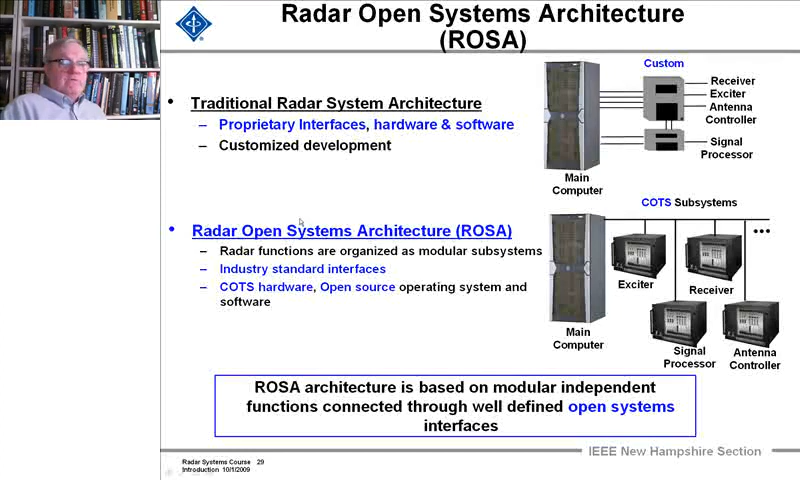 Radar Open Systems Architecture
(ROSA)
• Traditional Radar System Architecture
– Proprietary Interfaces, hardware & software
– Customized development
Custom
Receiver
Exciter
Antenna
Controller
Signal
Processor
Main
Computer
• Radar Open Systems Architecture (ROSA)
– Radar functions are organized as modular subsystems
– Industry standard interfaces
– COTS hardware, Open source operating system and
software
COTS Subsystems
•••
Exciter
Receiver
Main
Computer
Signal
Processor
Antenna
Controller
ROSA architecture is based on modular independent
functions connected through well defined open systems
interfaces
Radar Systems Course 29
Introduction 10/1/2009
IEEE New Hampshire Section